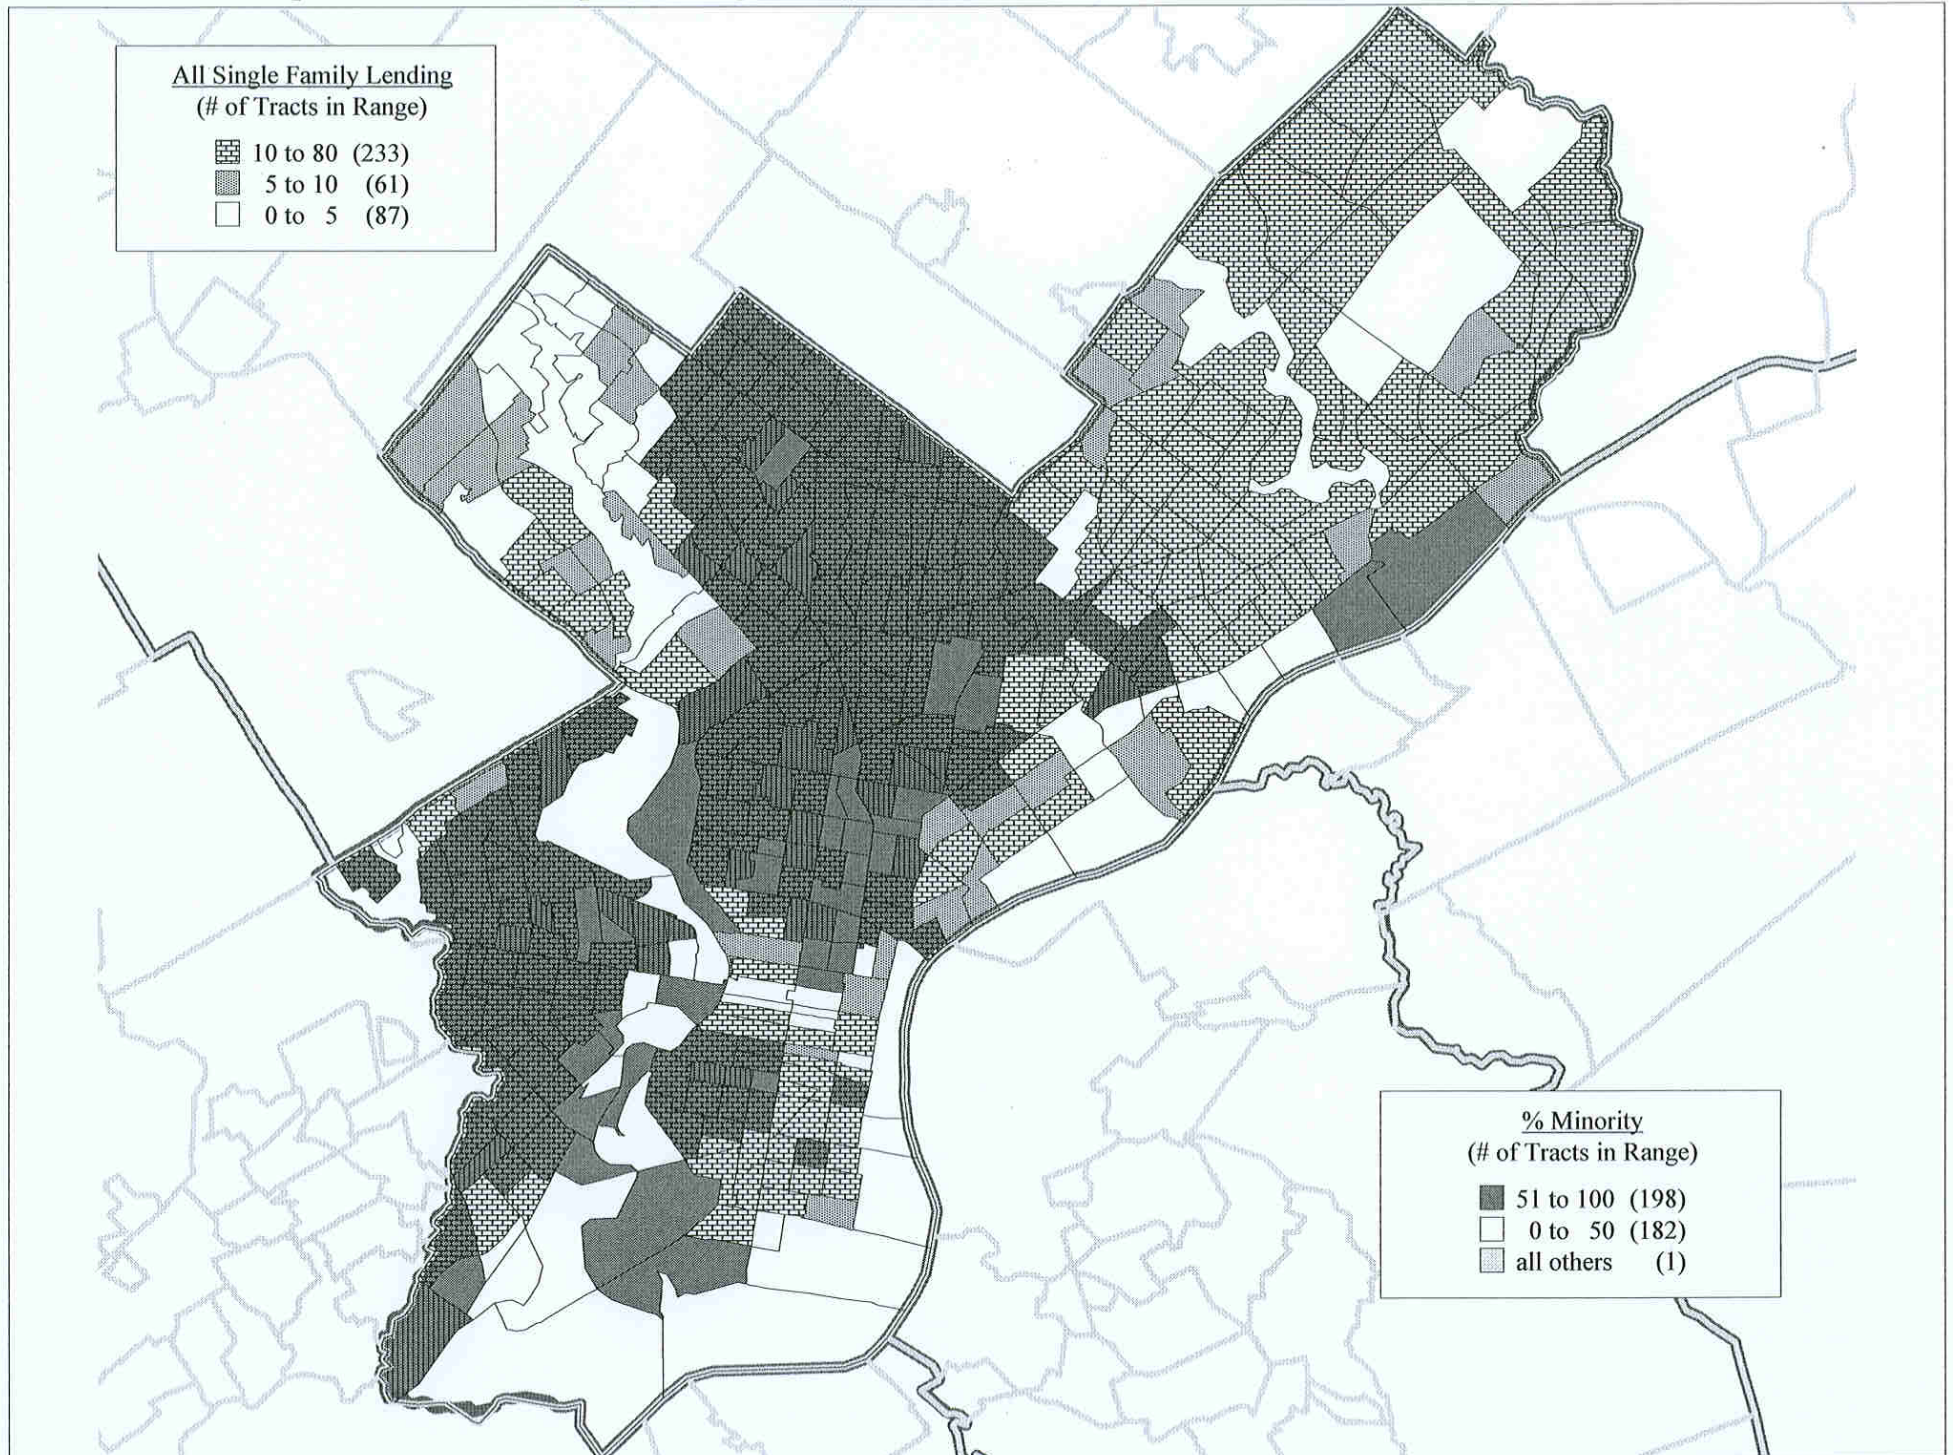 All Single Family Lending
(# of Tracts in Range)
10 to 80 (233)
5 to 10 (61)
0 to 5 (87)
% Minority
(# of Tracts in Range)
51 to 100 (198)
0 to 50 (182)
all others (1)